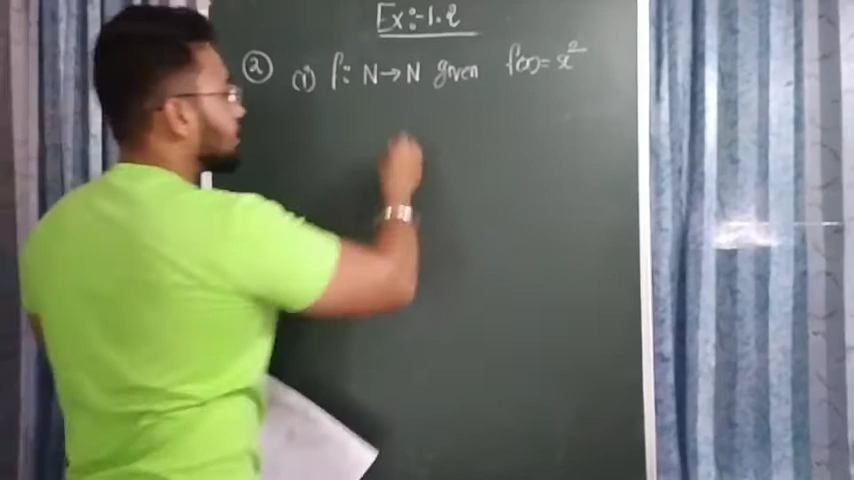 Ex:-1.2
② (i) f: N→N given f(x)= x²